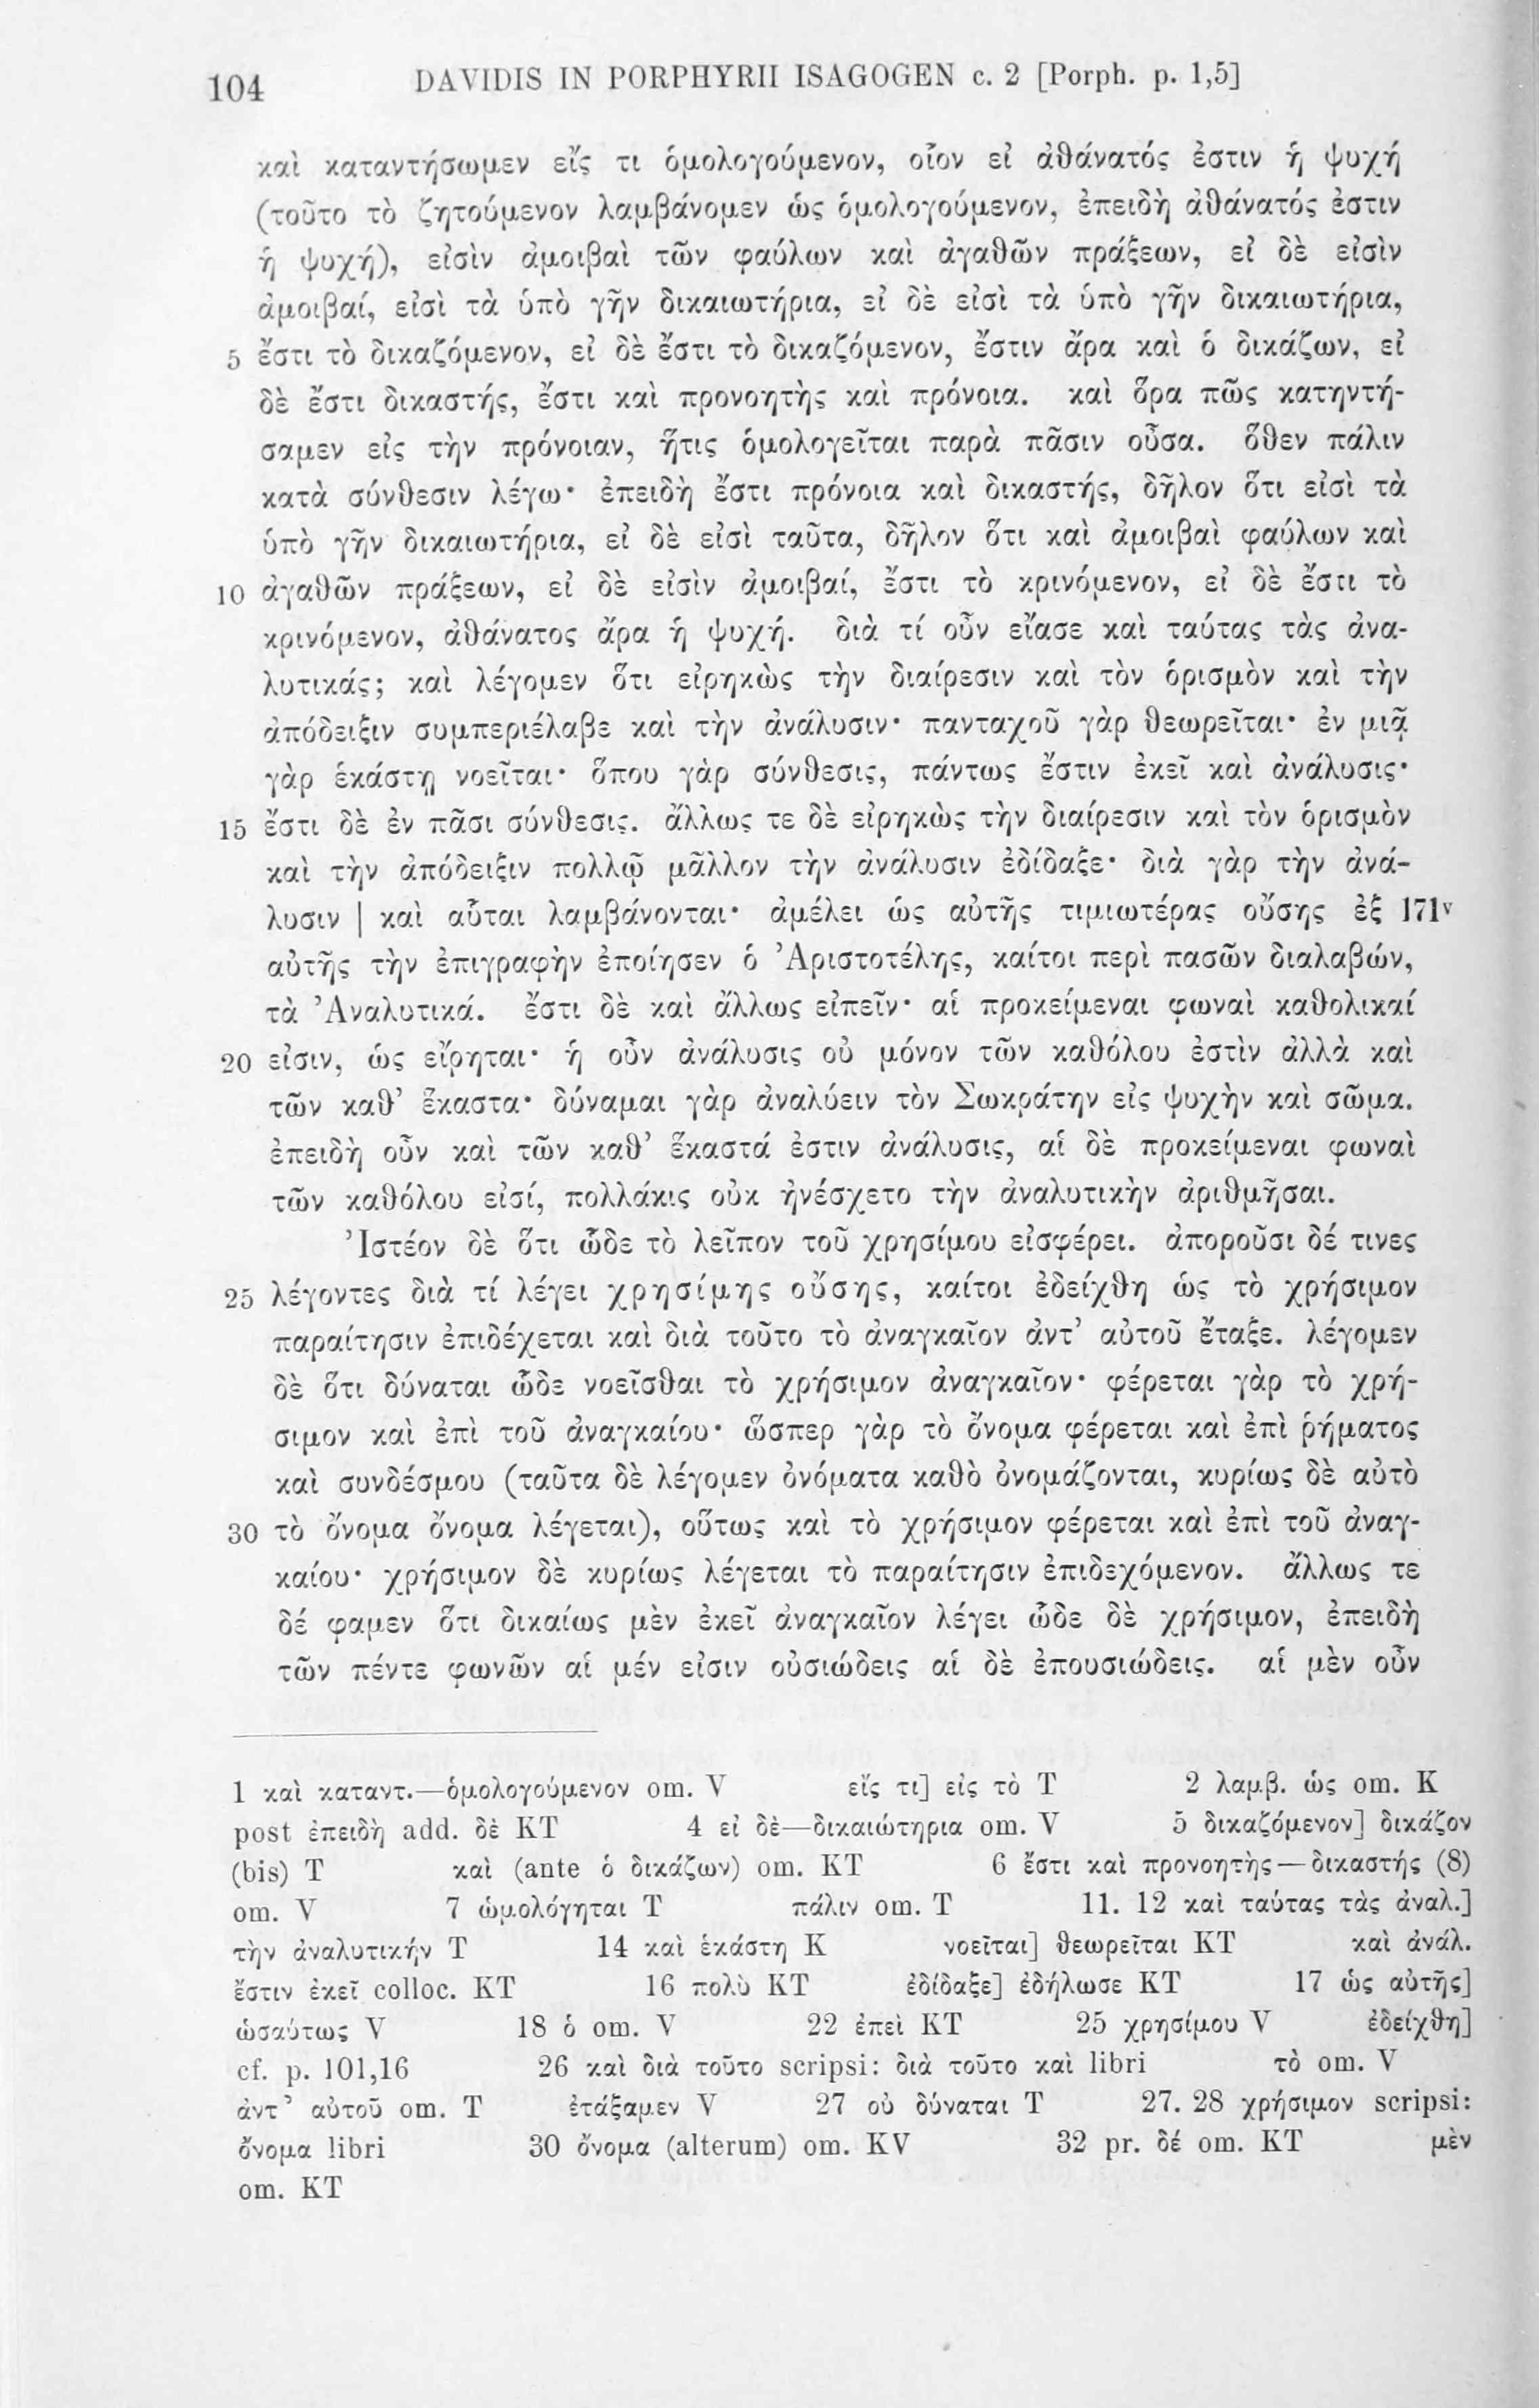 104 DAVIDIS IN PORPHYRII ISAGOGEN c. 2 [Porph. p. 1,5]
καὶ καταντήσωμεν εἴς τι ὁμολογούμενον, οἷον εἰ ἀθάνατός ἐστιν ἡ ψυχή
(τοῦτο τὸ ζητούμενον λαμβάνομεν ὡς ὁμολογούμενον, ἐπειδὴ ἀθάνατός ἐστιν
ἡ ψυχή), εἰσὶν ἀμοιβαὶ τῶν φαύλων καὶ ἀγαθῶν πράξεων, εἰ δὲ εἰσὶν
ἀμοιβαί, εἰσὶ τὰ ὑπὸ γῆν δικαιωτήρια, εἰ δὲ εἰσὶ τὰ ὑπὸ γῆν δικαιωτήρια,
5 ἔστι τὸ δικαζόμενον, εἰ δὲ ἔστι τὸ δικαζόμενον, ἔστιν ἄρα καὶ ὁ δικάζων, εἰ
δὲ ἔστι δικαστής, ἔστι καὶ προνοητὴς καὶ πρόνοια. καὶ ὅρα πῶς κατηντή-
σαμεν εἰς τὴν πρόνοιαν, ἥτις ὁμολογεῖται παρὰ πᾶσιν οὖσα. ὅθεν πάλιν
κατὰ σύνθεσιν λέγω· ἐπειδὴ ἔστι πρόνοια καὶ δικαστής, δῆλον ὅτι εἰσὶ τὰ
ὑπὸ γῆν δικαιωτήρια, εἰ δὲ εἰσὶ ταῦτα, δῆλον ὅτι καὶ ἀμοιβαὶ φαύλων καὶ
10 ἀγαθῶν πράξεων, εἰ δὲ εἰσὶν ἀμοιβαί, ἔστι τὸ κρινόμενον, εἰ δὲ ἔστι τὸ
κρινόμενον, ἀθάνατος ἄρα ἡ ψυχή. διὰ τί οὖν εἴασε καὶ ταύτας τὰς ἀνα-
λυτικάς; καὶ λέγομεν ὅτι εἰρηκὼς τὴν διαίρεσιν καὶ τὸν ὁρισμὸν καὶ τὴν
ἀπόδειξιν συμπεριέλαβε καὶ τὴν ἀνάλυσιν· πανταχοῦ γὰρ θεωρεῖται· ἐν μιᾷ
γὰρ ἑκάστῃ νοεῖται· ὅπου γὰρ σύνθεσις, πάντως ἔστιν ἐκεῖ καὶ ἀνάλυσις·
15 ἔστι δὲ ἐν πᾶσι σύνθεσις. ἄλλως τε δὲ εἰρηκὼς τὴν διαίρεσιν καὶ τὸν ὁρισμὸν
καὶ τὴν ἀπόδειξιν πολλῷ μᾶλλον τὴν ἀνάλυσιν ἐδίδαξε· διὰ γὰρ τὴν ἀνά-
λυσιν | καὶ αὗται λαμβάνονται· ἀμέλει ὡς αὐτῆς τιμιωτέρας οὔσης ἐξ 171v
αὐτῆς τὴν ἐπιγραφὴν ἐποίησεν ὁ Ἀριστοτέλης, καίτοι περὶ πασῶν διαλαβών,
τὰ Ἀναλυτικά. ἔστι δὲ καὶ ἄλλως εἰπεῖν· αἱ προκείμεναι φωναὶ καθολικαί
20 εἰσιν, ὡς εἴρηται· ἡ οὖν ἀνάλυσις οὐ μόνον τῶν καθόλου ἐστὶν ἀλλὰ καὶ
τῶν καθ’ ἕκαστα· δύναμαι γὰρ ἀναλύειν τὸν Σωκράτην εἰς ψυχὴν καὶ σῶμα.
ἐπειδὴ οὖν καὶ τῶν καθ’ ἕκαστά ἐστιν ἀνάλυσις, αἱ δὲ προκείμεναι φωναὶ
τῶν καθόλου εἰσί, πολλάκις οὐκ ἠνέσχετο τὴν ἀναλυτικὴν ἀριθμῆσαι.
Ἰστέον δὲ ὅτι ὧδε τὸ λεῖπον τοῦ χρησίμου εἰσφέρει. ἀποροῦσι δέ τινες
25 λέγοντες διὰ τί λέγει χρησίμης οὔσης, καίτοι ἐδείχθη ὡς τὸ χρήσιμον
παραίτησιν ἐπιδέχεται καὶ διὰ τοῦτο τὸ ἀναγκαῖον ἀντ’ αὐτοῦ ἔταξε. λέγομεν
δὲ ὅτι δύναται ὧδε νοεῖσθαι τὸ χρήσιμον ἀναγκαῖον· φέρεται γὰρ τὸ χρή-
σιμον καὶ ἐπὶ τοῦ ἀναγκαίου· ὥσπερ γὰρ τὸ ὄνομα φέρεται καὶ ἐπὶ ῥήματος
καὶ συνδέσμου (ταῦτα δὲ λέγομεν ὀνόματα καθὸ ὀνομάζονται, κυρίως δὲ αὐτὸ
30 τὸ ὄνομα ὄνομα λέγεται), οὕτως καὶ τὸ χρήσιμον φέρεται καὶ ἐπὶ τοῦ ἀναγ-
καίου· χρήσιμον δὲ κυρίως λέγεται τὸ παραίτησιν ἐπιδεχόμενον. ἄλλως τε
δέ φαμεν ὅτι δικαίως μὲν ἐκεῖ ἀναγκαῖον λέγει ὧδε δὲ χρήσιμον, ἐπειδὴ
τῶν πέντε φωνῶν αἱ μέν εἰσιν οὐσιώδεις αἱ δὲ ἐπουσιώδεις. αἱ μὲν οὖν
1 καὶ καταντ.—ὁμολογούμενον om. V εἴς τι] εἰς τὸ T 2 λαμβ. ὡς om. K
post ἐπειδὴ add. δὲ KT 4 εἰ δὲ—δικαιώτηρια om. V 5 δικαζόμενον] δικάζον
(bis) T καὶ (ante ὁ δικάζων) om. KT 6 ἔστι καὶ προνοητὴς—δικαστής (8)
om. V 7 ὡμολόγηται T πάλιν om. T 11. 12 καὶ ταύτας τὰς ἀναλ.]
τὴν ἀναλυτικήν T 14 καὶ ἑκάστη K νοεῖται] θεωρεῖται KT καὶ ἀνάλ.
ἔστιν ἐκεῖ colloc. KT 16 πολὺ KT ἐδίδαξε] ἐδήλωσε KT 17 ὡς αὐτῆς]
ὡσαύτως V 18 ὁ om. V 22 ἐπεὶ KT 25 χρησίμου V ἐδείχθη]
cf. p. 101,16 26 καὶ διὰ τοῦτο scripsi: διὰ τοῦτο καὶ libri τὸ om. V
ἀντ’ αὐτοῦ om. T ἐτάξαμεν V 27 οὐ δύναται T 27. 28 χρήσιμον scripsi:
ὄνομα libri 30 ὄνομα (alterum) om. KV 32 pr. δέ om. KT μὲν
om. KT